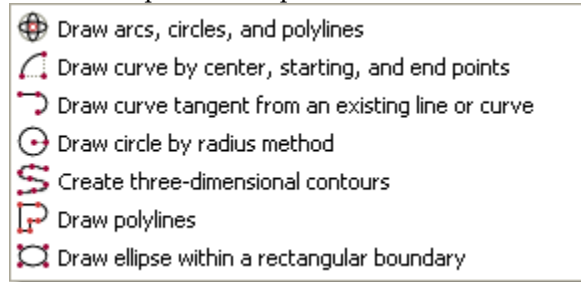 Draw arcs, circles, and polylines
Draw curve by center, starting, and end points
Draw curve tangent from an existing line or curve
Draw circle by radius method
Create three-dimensional contours
Draw polylines
Draw ellipse within a rectangular boundary